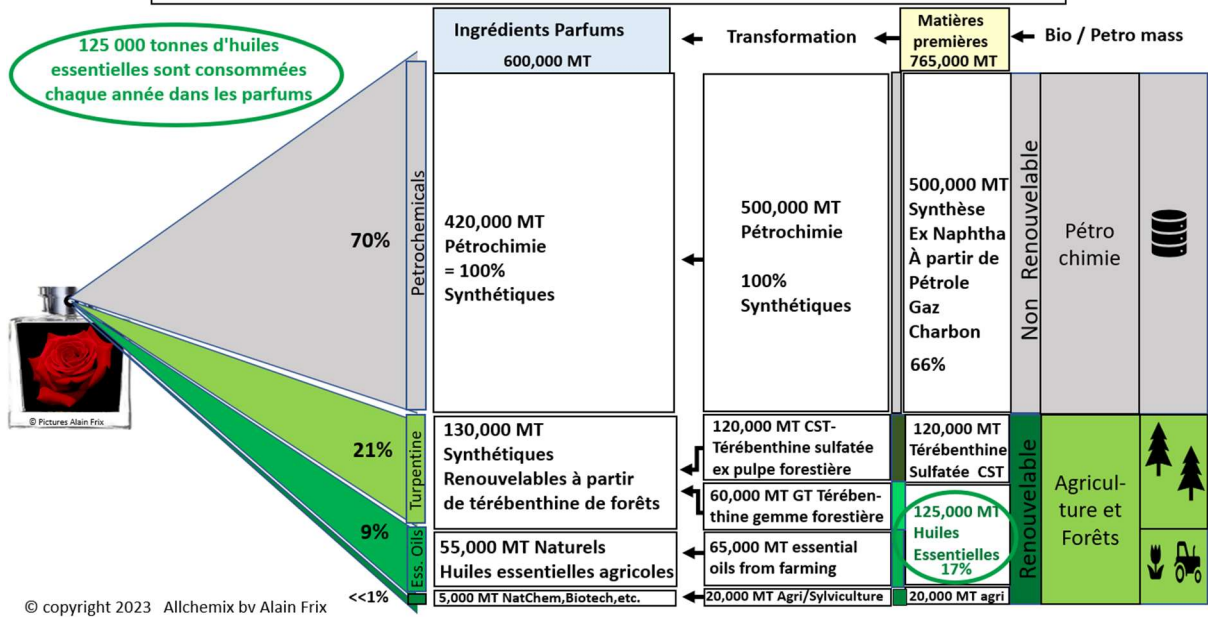 125 000 tonnes d'huiles
essentielles sont consommées
chaque année dans les parfums
Ingrédients Parfums
600,000 MT
Transformation
Matières
premières
765,000 MT
Bio / Petro mass
70%
Petrochemicals
420,000 MT
Pétrochimie
= 100%
Synthétiques
500,000 MT
Pétrochimie
100%
Synthétiques
500,000 MT
Synthèse
Ex Naphtha
À partir de
Pétrole
Gaz
Charbon
66%
Non Renouvelable
Pétro
chimie
© Pictures Alain Frix
21%
Turpentine
130,000 MT
Synthétiques
Renouvelables à partir
de térébenthine de forêts
120,000 MT CST-
Térébenthine sulfatée
ex pulpe forestière
60,000 MT GT Térében-
thine gemme forestière
120,000 MT
Térébenthine
Sulfatée CST
Renouvelable
Agricul-
ture et
Forêts
9%
Ess. Oils
55,000 MT Naturels
Huiles essentielles agricoles
65,000 MT essential
oils from farming
125,000 MT
Huiles
Essentielles
17%
<<1%
5,000 MT NatChem,Biotech,etc.
20,000 MT Agri/Sylviculture
20,000 MT agri
© copyright 2023 Allchemix by Alain Frix